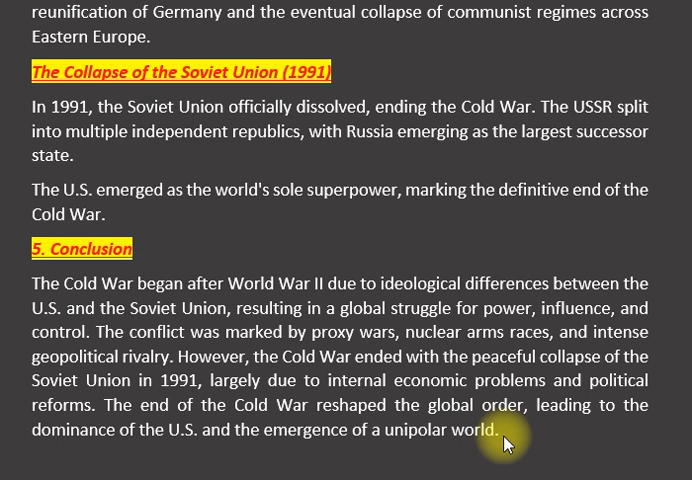 reunification of Germany and the eventual collapse of communist regimes across
Eastern Europe.
The Collapse of the Soviet Union (1991)
In 1991, the Soviet Union officially dissolved, ending the Cold War. The USSR split
into multiple independent republics, with Russia emerging as the largest successor
state.
The U.S. emerged as the world's sole superpower, marking the definitive end of the
Cold War.
5. Conclusion
The Cold War began after World War II due to ideological differences between the
U.S. and the Soviet Union, resulting in a global struggle for power, influence, and
control. The conflict was marked by proxy wars, nuclear arms races, and intense
geopolitical rivalry. However, the Cold War ended with the peaceful collapse of the
Soviet Union in 1991, largely due to internal economic problems and political
reforms. The end of the Cold War reshaped the global order, leading to the
dominance of the U.S. and the emergence of a unipolar world.